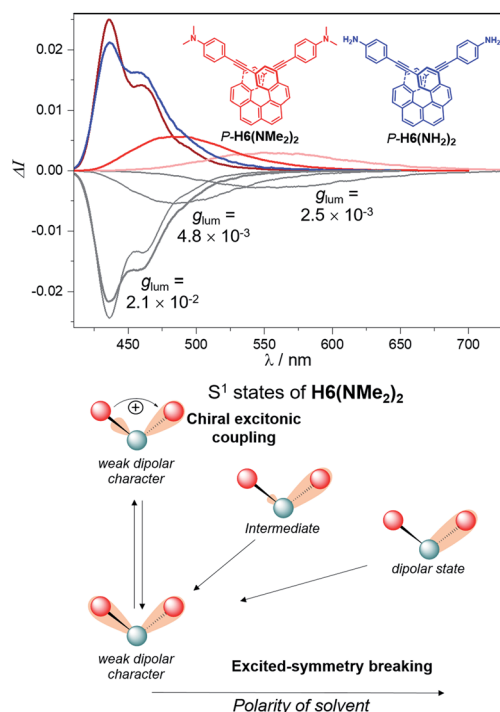 0.02
0.01
0.00
-0.01
-0.02
ΔI
N
N
NH₂
NH₂
P-H6(NMe₂)₂
P-H6(NH₂)₂
gₗᵤₘ =
2.5 × 10⁻³
gₗᵤₘ =
4.8 × 10⁻³
gₗᵤₘ =
2.1 × 10⁻²
450 500 550 600 650 700
λ / nm
S¹ states of H6(NMe₂)₂
+
Chiral excitonic
coupling
weak dipolar
character
Intermediate
dipolar state
weak dipolar
character
Excited-symmetry breaking
Polarity of solvent